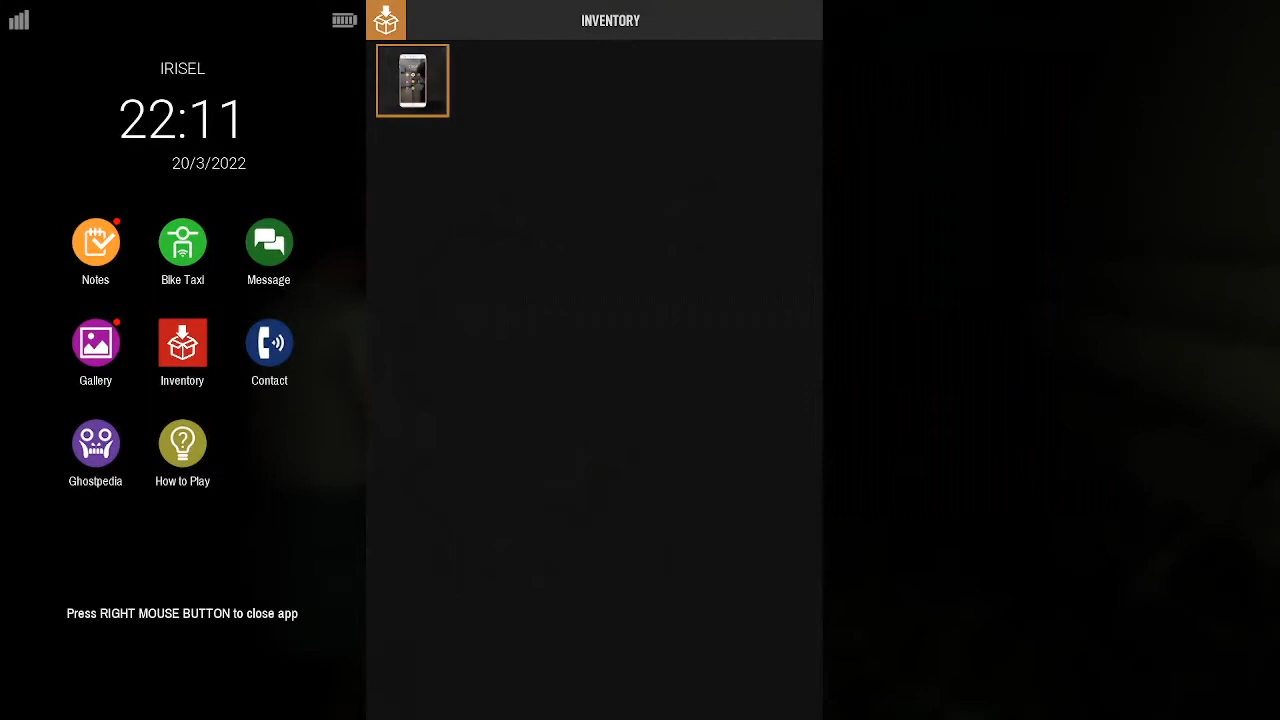 INVENTORY
IRISEL
22:11
20/3/2022
Notes
Bike Taxi
Message
Gallery
Inventory
Contact
Ghostpedia
How to Play
Press RIGHT MOUSE BUTTON to close app